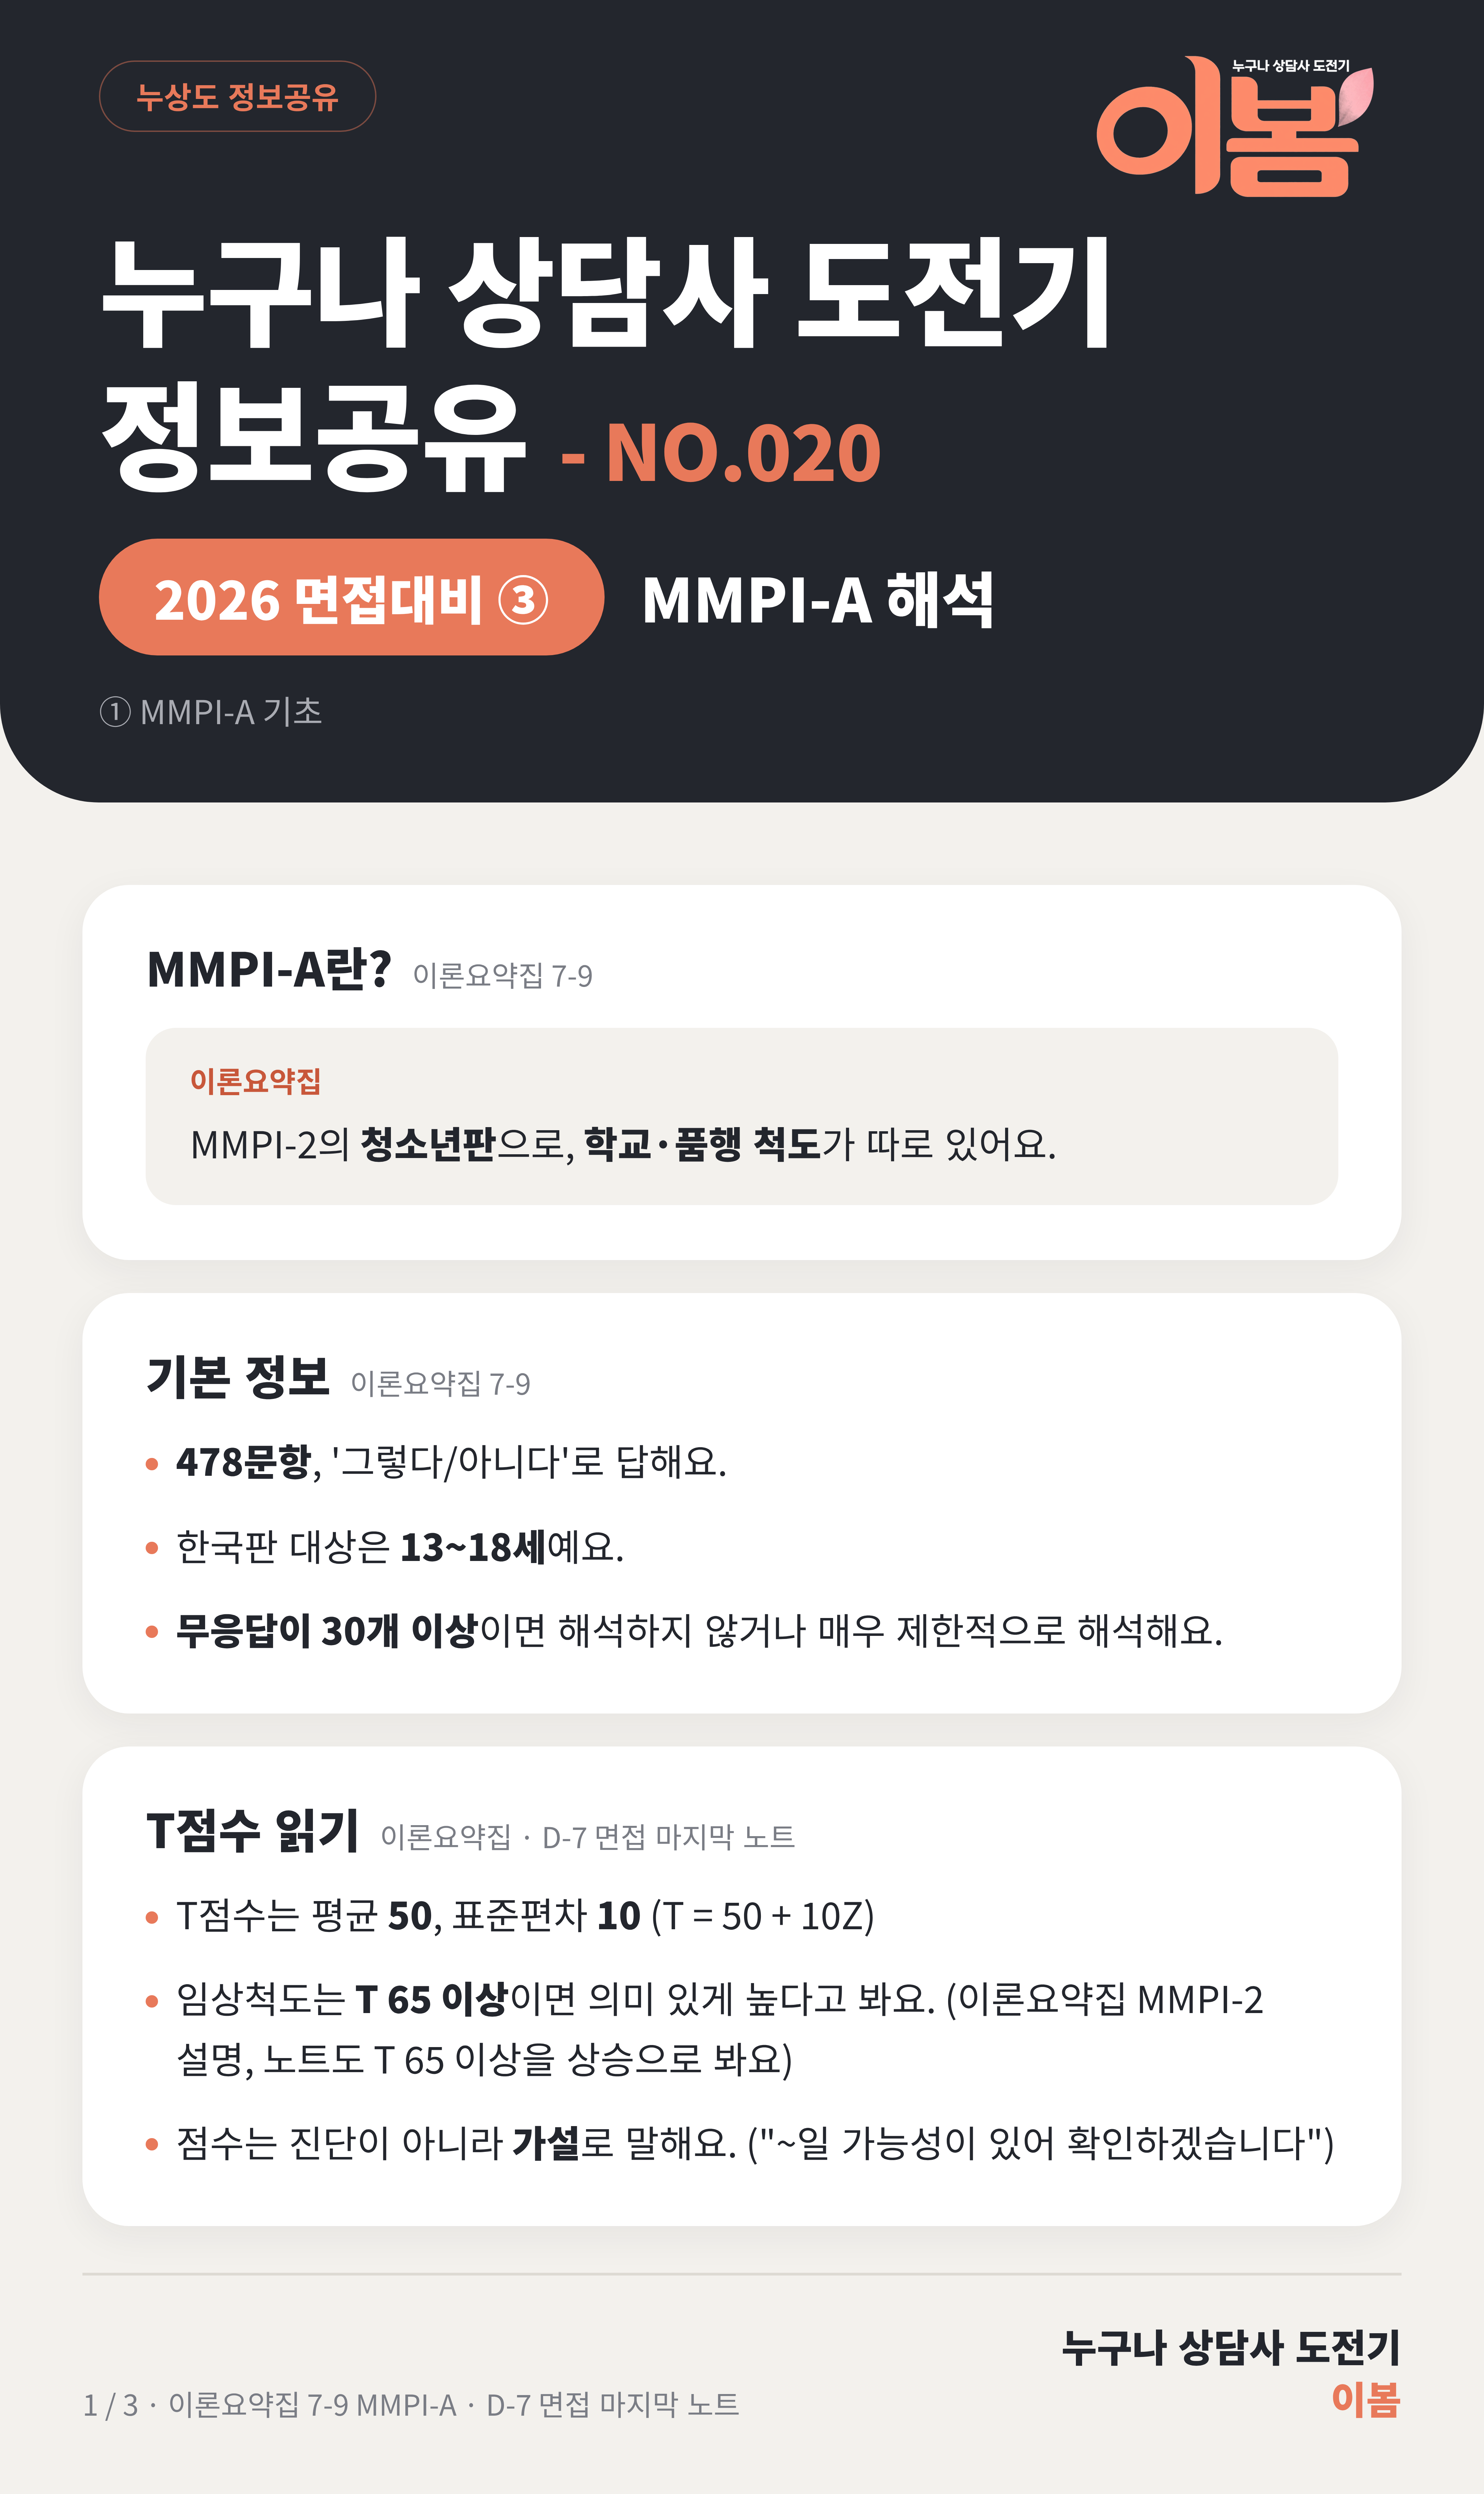 누상도 정보공유
누구나 상담사 도전기
이봄
누구나 상담사 도전기
정보공유 - NO.020
2026 면접대비 ③ MMPI-A 해석
① MMPI-A 기초
MMPI-A란? 이론요약집 7-9
이론요약집
MMPI-2의 청소년판으로, 학교·품행 척도가 따로 있어요.
기본 정보 이론요약집 7-9
• 478문항, '그렇다/아니다'로 답해요.
• 한국판 대상은 13~18세예요.
• 무응답이 30개 이상이면 해석하지 않거나 매우 제한적으로 해석해요.
T점수 읽기 이론요약집 · D-7 면접 마지막 노트
• T점수는 평균 50, 표준편차 10 (T = 50 + 10Z)
• 임상척도는 T 65 이상이면 의미 있게 높다고 봐요. (이론요약집 MMPI-2
설명, 노트도 T 65 이상을 상승으로 봐요)
• 점수는 진단이 아니라 가설로 말해요. ("~일 가능성이 있어 확인하겠습니다")
누구나 상담사 도전기
1 / 3 · 이론요약집 7-9 MMPI-A · D-7 면접 마지막 노트
이봄